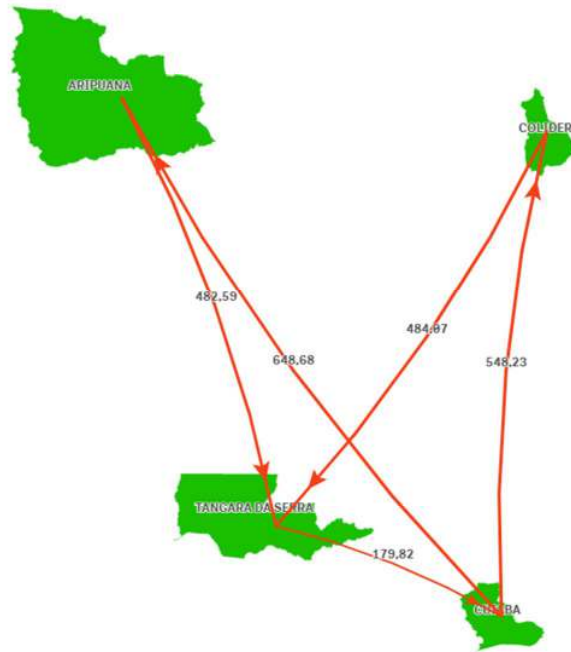 ARIPUANA
COLIDER
482,59
484,07
648,68
548,23
TANGARA DA SERRA
179,82